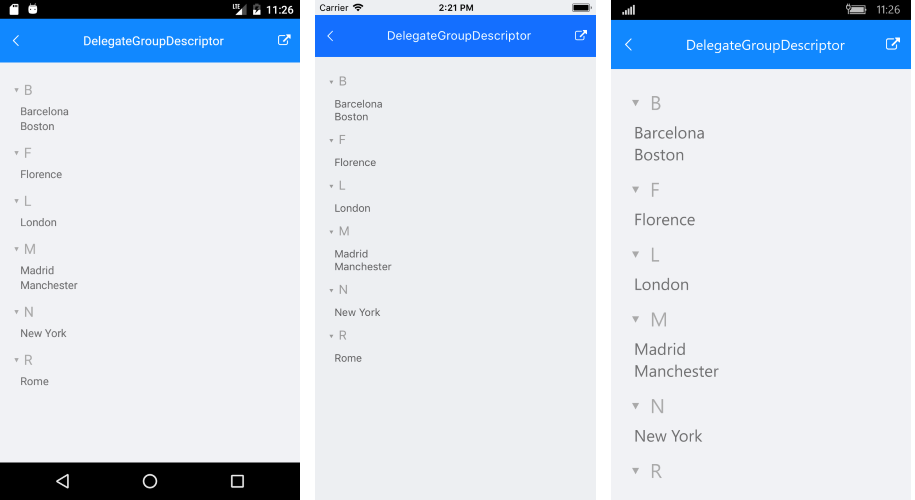 LTE 11:26
DelegateGroupDescriptor
B
Barcelona
Boston
F
Florence
L
London
M
Madrid
Manchester
N
New York
R
Rome
Carrier 2:21 PM
DelegateGroupDescriptor
B
Barcelona
Boston
F
Florence
L
London
M
Madrid
Manchester
N
New York
R
Rome
11:26
DelegateGroupDescriptor
B
Barcelona
Boston
F
Florence
L
London
M
Madrid
Manchester
N
New York
R